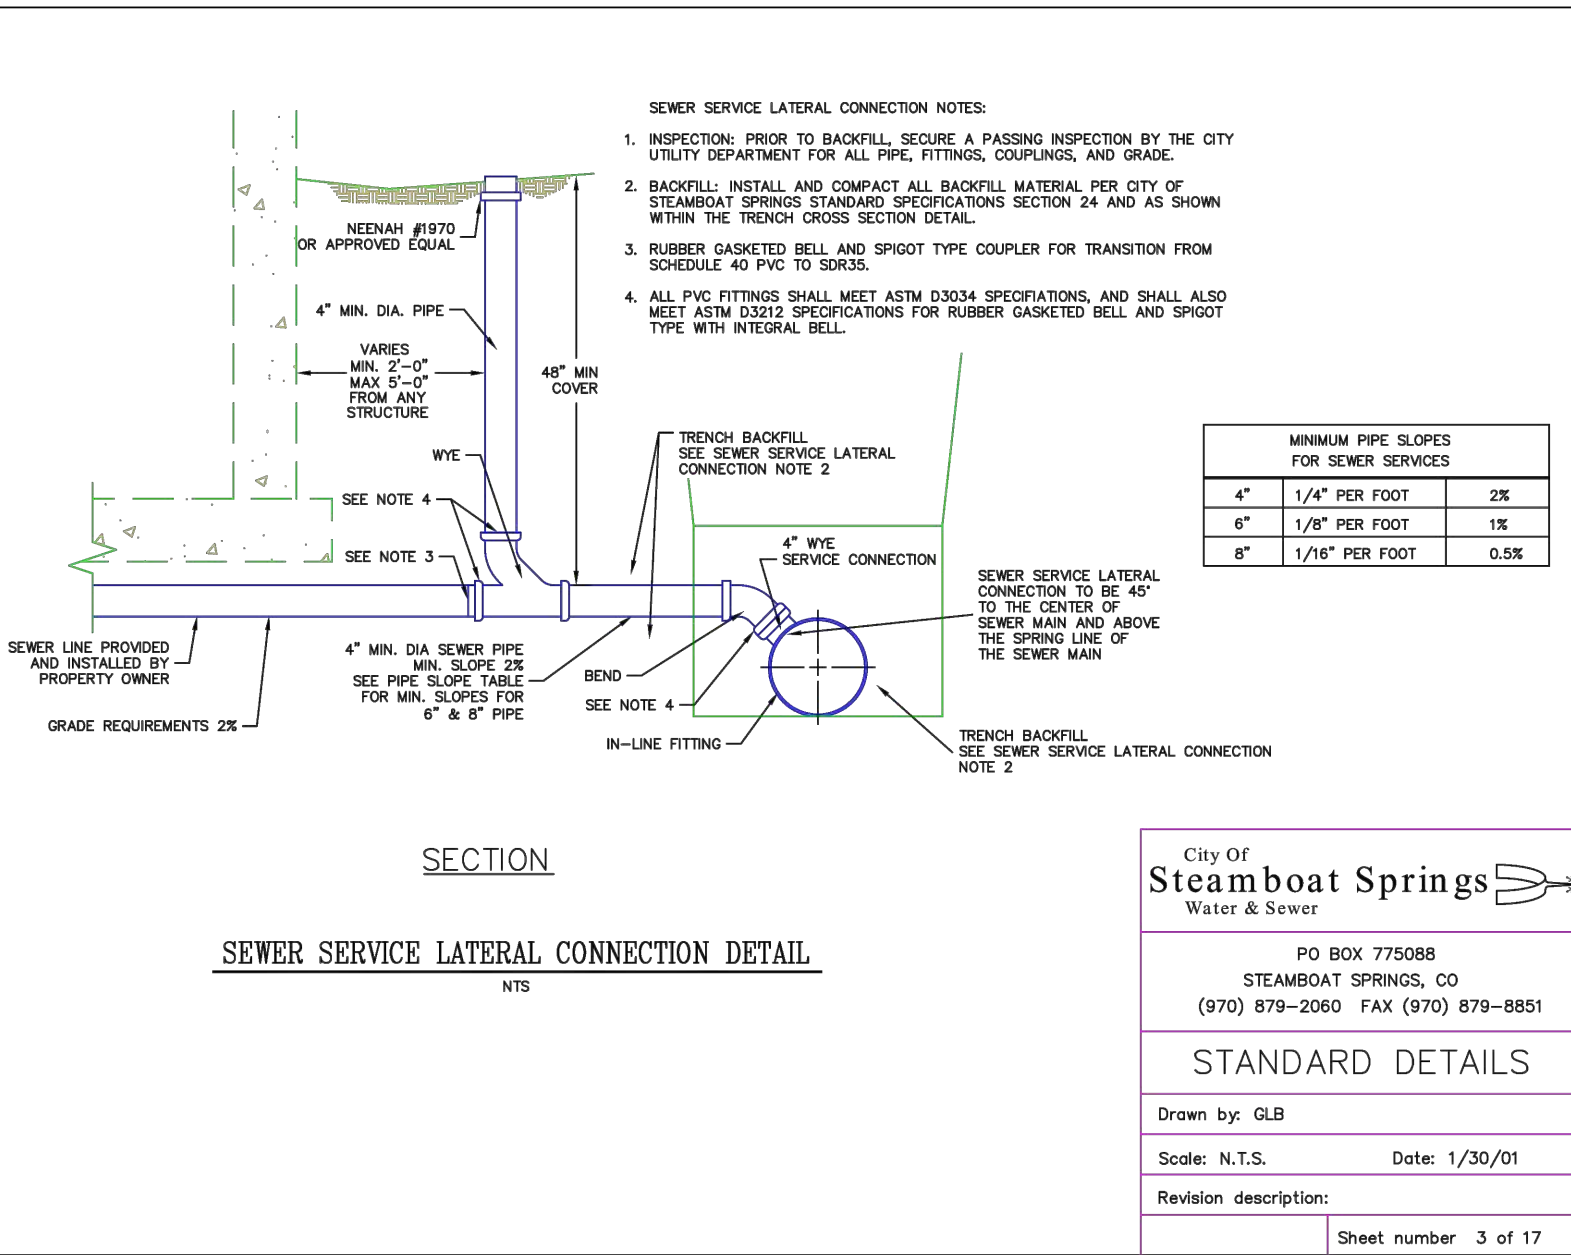 SEWER SERVICE LATERAL CONNECTION NOTES:
1. INSPECTION: PRIOR TO BACKFILL, SECURE A PASSING INSPECTION BY THE CITY
UTILITY DEPARTMENT FOR ALL PIPE, FITTINGS, COUPLINGS, AND GRADE.
2. BACKFILL: INSTALL AND COMPACT ALL BACKFILL MATERIAL PER CITY OF
STEAMBOAT SPRINGS STANDARD SPECIFICATIONS SECTION 24 AND AS SHOWN
WITHIN THE TRENCH CROSS SECTION DETAIL.
3. RUBBER GASKETED BELL AND SPIGOT TYPE COUPLER FOR TRANSITION FROM
SCHEDULE 40 PVC TO SDR35.
4. ALL PVC FITTINGS SHALL MEET ASTM D3034 SPECIFIATIONS, AND SHALL ALSO
MEET ASTM D3212 SPECIFICATIONS FOR RUBBER GASKETED BELL AND SPIGOT
TYPE WITH INTEGRAL BELL.
NEENAH #1970
OR APPROVED EQUAL
4" MIN. DIA. PIPE
VARIES
MIN. 2'-0"
MAX 5'-0"
FROM ANY
STRUCTURE
48" MIN
COVER
WYE
SEE NOTE 4
SEE NOTE 3
TRENCH BACKFILL
SEE SEWER SERVICE LATERAL
CONNECTION NOTE 2
4" WYE
SERVICE CONNECTION
SEWER SERVICE LATERAL
CONNECTION TO BE 45°
TO THE CENTER OF
SEWER MAIN AND ABOVE
THE SPRING LINE OF
THE SEWER MAIN
MINIMUM PIPE SLOPES
FOR SEWER SERVICES
4" 1/4" PER FOOT 2%
6" 1/8" PER FOOT 1%
8" 1/16" PER FOOT 0.5%
SEWER LINE PROVIDED
AND INSTALLED BY
PROPERTY OWNER
GRADE REQUIREMENTS 2%
4" MIN. DIA SEWER PIPE
MIN. SLOPE 2%
SEE PIPE SLOPE TABLE
FOR MIN. SLOPES FOR
6" & 8" PIPE
BEND
SEE NOTE 4
IN-LINE FITTING
TRENCH BACKFILL
SEE SEWER SERVICE LATERAL CONNECTION
NOTE 2
SECTION
SEWER SERVICE LATERAL CONNECTION DETAIL
NTS
City Of
Steamboat Springs
Water & Sewer
PO BOX 775088
STEAMBOAT SPRINGS, CO
(970) 879-2060 FAX (970) 879-8851
STANDARD DETAILS
Drawn by: GLB
Scale: N.T.S. Date: 1/30/01
Revision description:
Sheet number 3 of 17